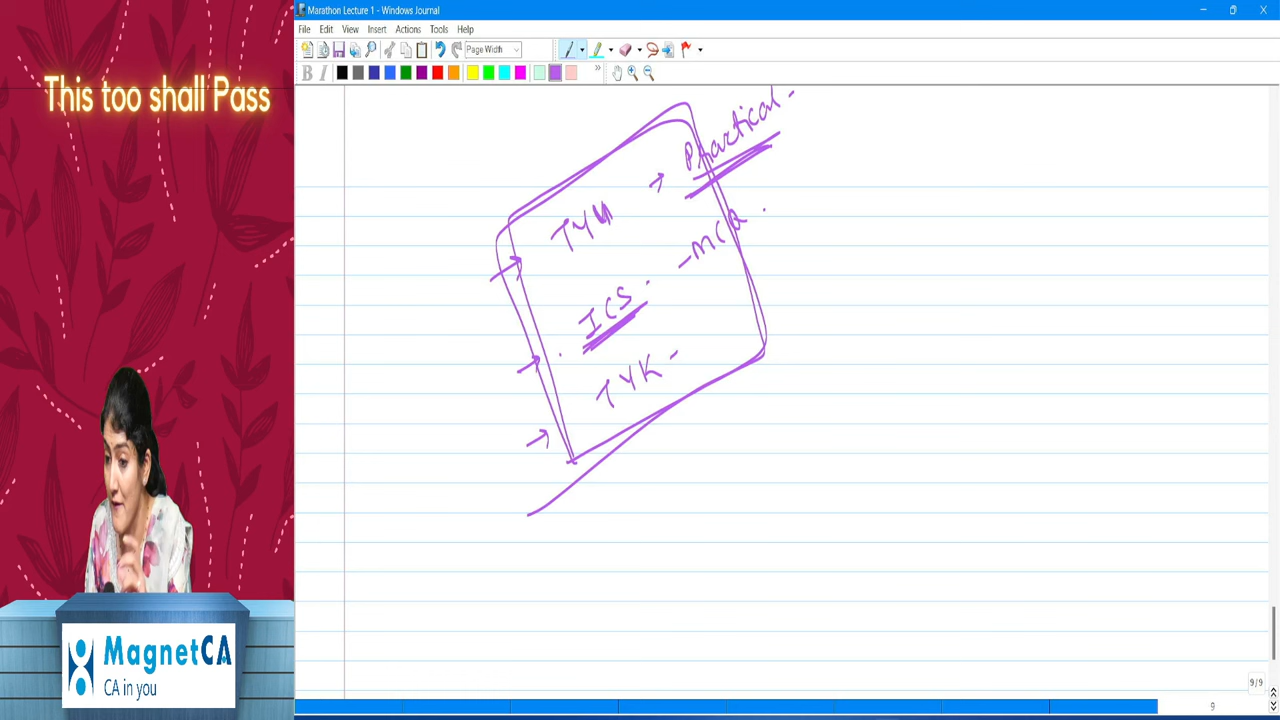 Marathon Lecture 1 - Windows Journal
File Edit View Insert Actions Tools Help
Page Width
This too shall Pass
→ Practical -
TYU
- MCQ .
ICS .
TYK -
MagnetCA
CA in you
9/9
9